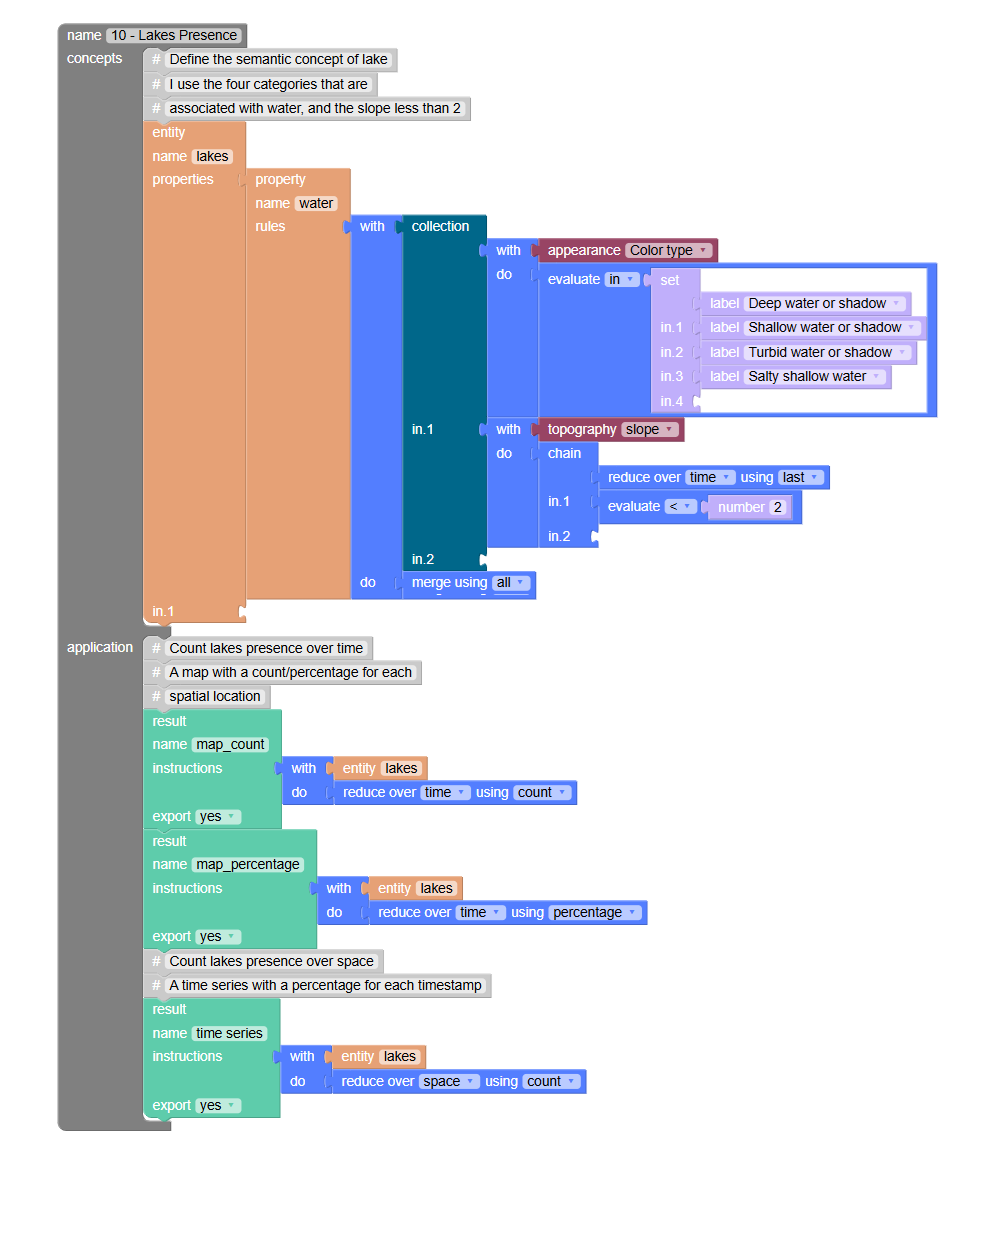 name 10 - Lakes Presence
concepts # Define the semantic concept of lake
# I use the four categories that are
# associated with water, and the slope less than 2
entity
name lakes
properties property
name water
rules with collection
with appearance Color type
do evaluate in set
label Deep water or shadow
in.1 label Shallow water or shadow
in.2 label Turbid water or shadow
in.3 label Salty shallow water
in.4
in.1 with topography slope
do chain
reduce over time using last
in.1 evaluate < number 2
in.2
in.2
do merge using all
in.1
application # Count lakes presence over time
# A map with a count/percentage for each
# spatial location
result
name map_count
instructions with entity lakes
do reduce over time using count
export yes
result
name map_percentage
instructions with entity lakes
do reduce over time using percentage
export yes
# Count lakes presence over space
# A time series with a percentage for each timestamp
result
name time series
instructions with entity lakes
do reduce over space using count
export yes